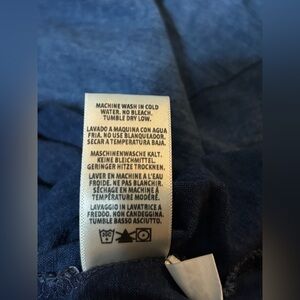 MACHINE WASH IN COLD
WATER. NO BLEACH.
TUMBLE DRY LOW.
LAVADO A MAQUINA CON AGUA
FRIA. NO USE BLANQUEADOR.
SECAR A TEMPERATURA BAJA.
MASCHINENWASCHE KALT.
KEINE BLEICHMITTEL.
GERINGER HITZE TROCKNEN.
LAVER EN MACHINE A L'EAU
FROIDE. NE PAS BLANCHIR.
SÉCHAGE EN MACHINE À
TEMPÉRATURE MODÉRÉ.
LAVAGGIO IN LAVATRICE A
FREDDO. NON CANDEGGINA.
TUMBLE BASSO ASCIUTTO.